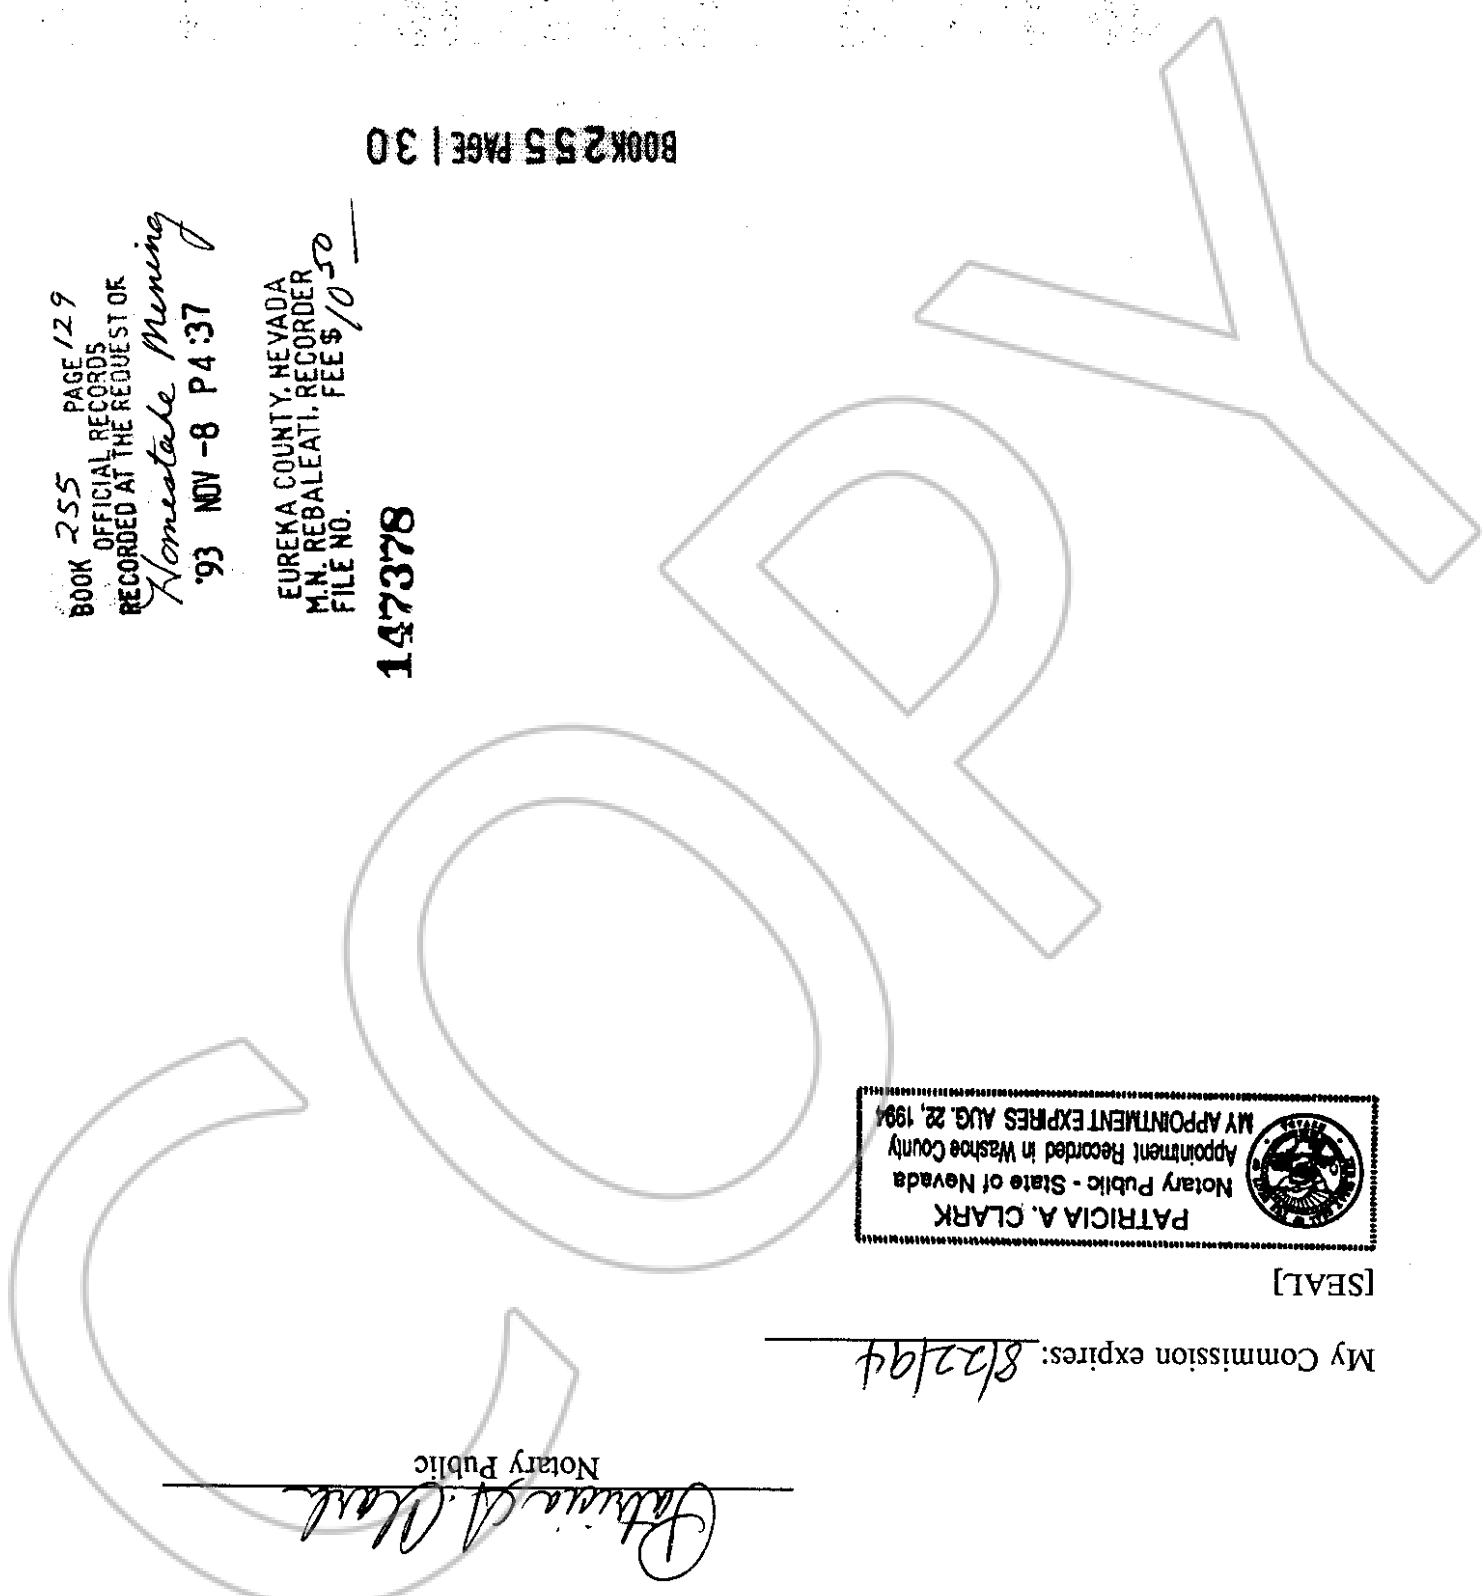 Patricia A. Clark
Notary Public
My Commission expires: 8/22/94
[SEAL]
PATRICIA A. CLARK
Notary Public - State of Nevada
Appointment Recorded in Washoe County
MY APPOINTMENT EXPIRES AUG. 22, 1994
BOOK 255 PAGE 129
OFFICIAL RECORDS
RECORDED AT THE REQUEST OF
Homestake Mining
'93 NOV -8 P4:37
EUREKA COUNTY, NEVADA
M.N. REBALEATI, RECORDER
FILE NO. FEE $ 10 50
147378
BOOK 255 PAGE 130
COPY